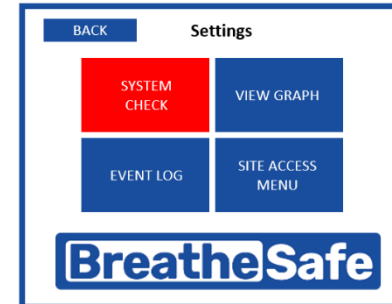 BACK
Settings
SYSTEM
CHECK
VIEW GRAPH
EVENT LOG
SITE ACCESS
MENU
BreatheSafe